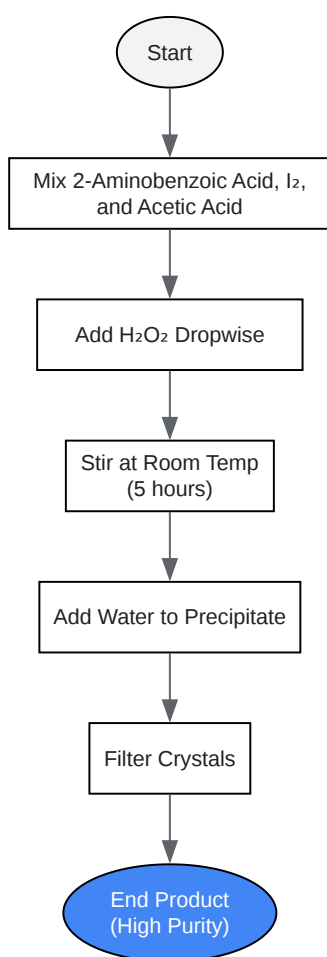 Start
Mix 2-Aminobenzoic Acid, I₂,
and Acetic Acid
Add H₂O₂ Dropwise
Stir at Room Temp
(5 hours)
Add Water to Precipitate
Filter Crystals
End Product
(High Purity)